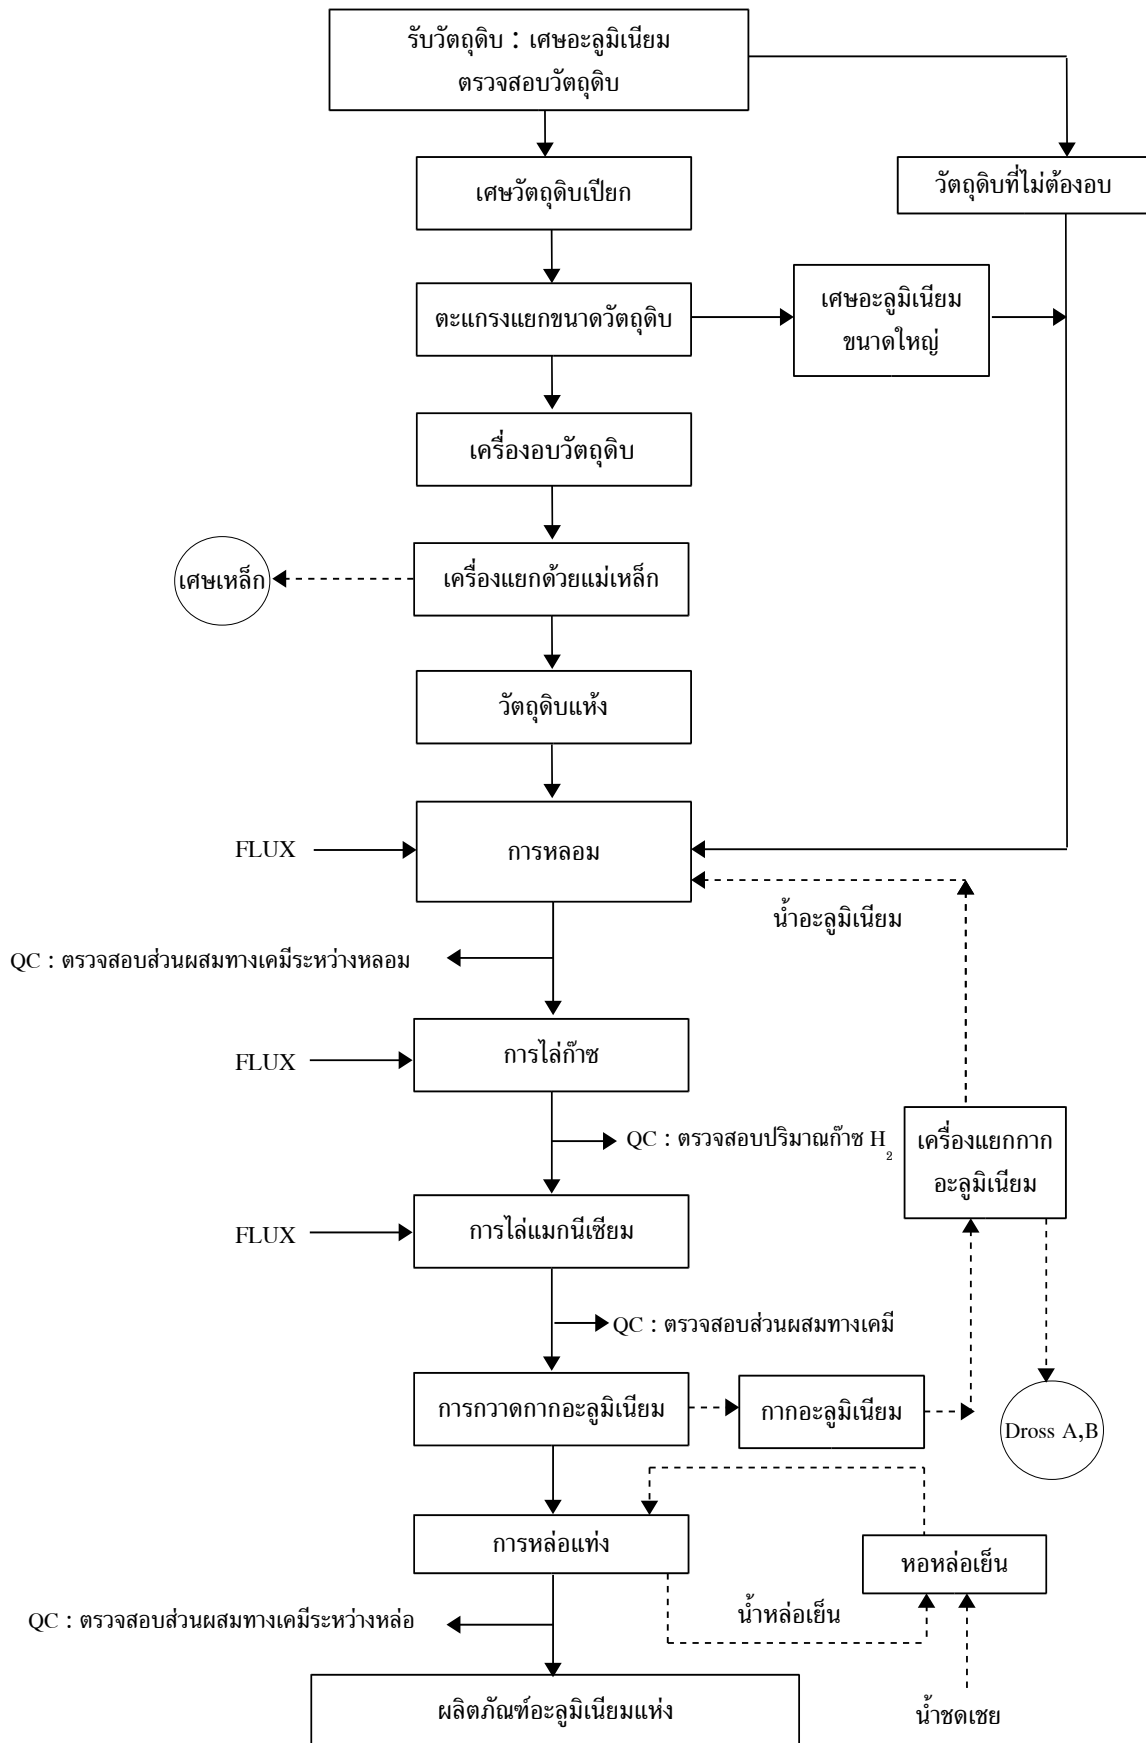 รับวัตถุดิบ : เศษอะลูมิเนียม
ตรวจสอบวัตถุดิบ
เศษวัตถุดิบเปียก
วัตถุดิบที่ไม่ต้องอบ
ตะแกรงแยกขนาดวัตถุดิบ
เศษอะลูมิเนียม
ขนาดใหญ่
เครื่องอบวัตถุดิบ
เศษเหล็ก
เครื่องแยกด้วยแม่เหล็ก
วัตถุดิบแห้ง
FLUX
การหลอม
น้ำอะลูมิเนียม
QC : ตรวจสอบส่วนผสมทางเคมีระหว่างหลอม
FLUX
การไล่ก๊าซ
QC : ตรวจสอบปริมาณก๊าซ H₂
เครื่องแยกกาก
อะลูมิเนียม
FLUX
การไล่แมกนีเซียม
QC : ตรวจสอบส่วนผสมทางเคมี
การกวาดกากอะลูมิเนียม
กากอะลูมิเนียม
Dross A,B
การหล่อแท่ง
หอหล่อเย็น
QC : ตรวจสอบส่วนผสมทางเคมีระหว่างหล่อ
น้ำหล่อเย็น
น้ำชดเชย
ผลิตภัณฑ์อะลูมิเนียมแห่ง